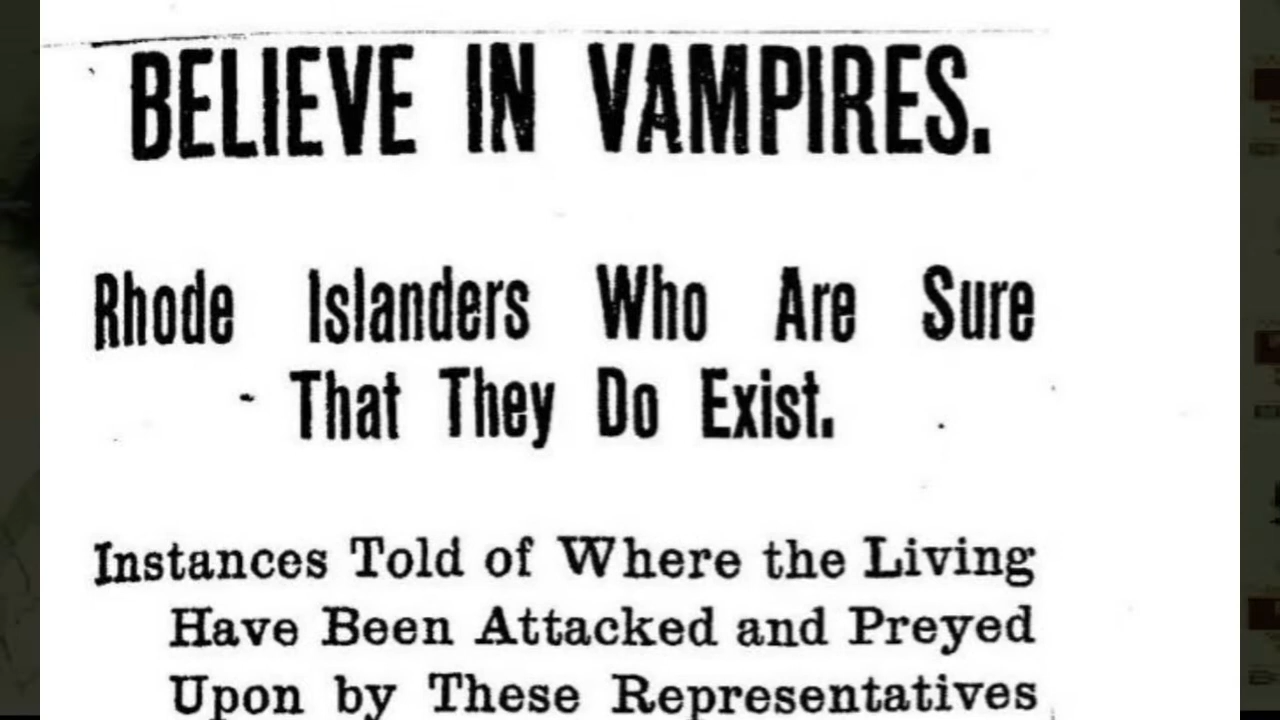 BELIEVE IN VAMPIRES.
Rhode Islanders Who Are Sure
That They Do Exist.
Instances Told of Where the Living
Have Been Attacked and Preyed
Upon by These Representatives